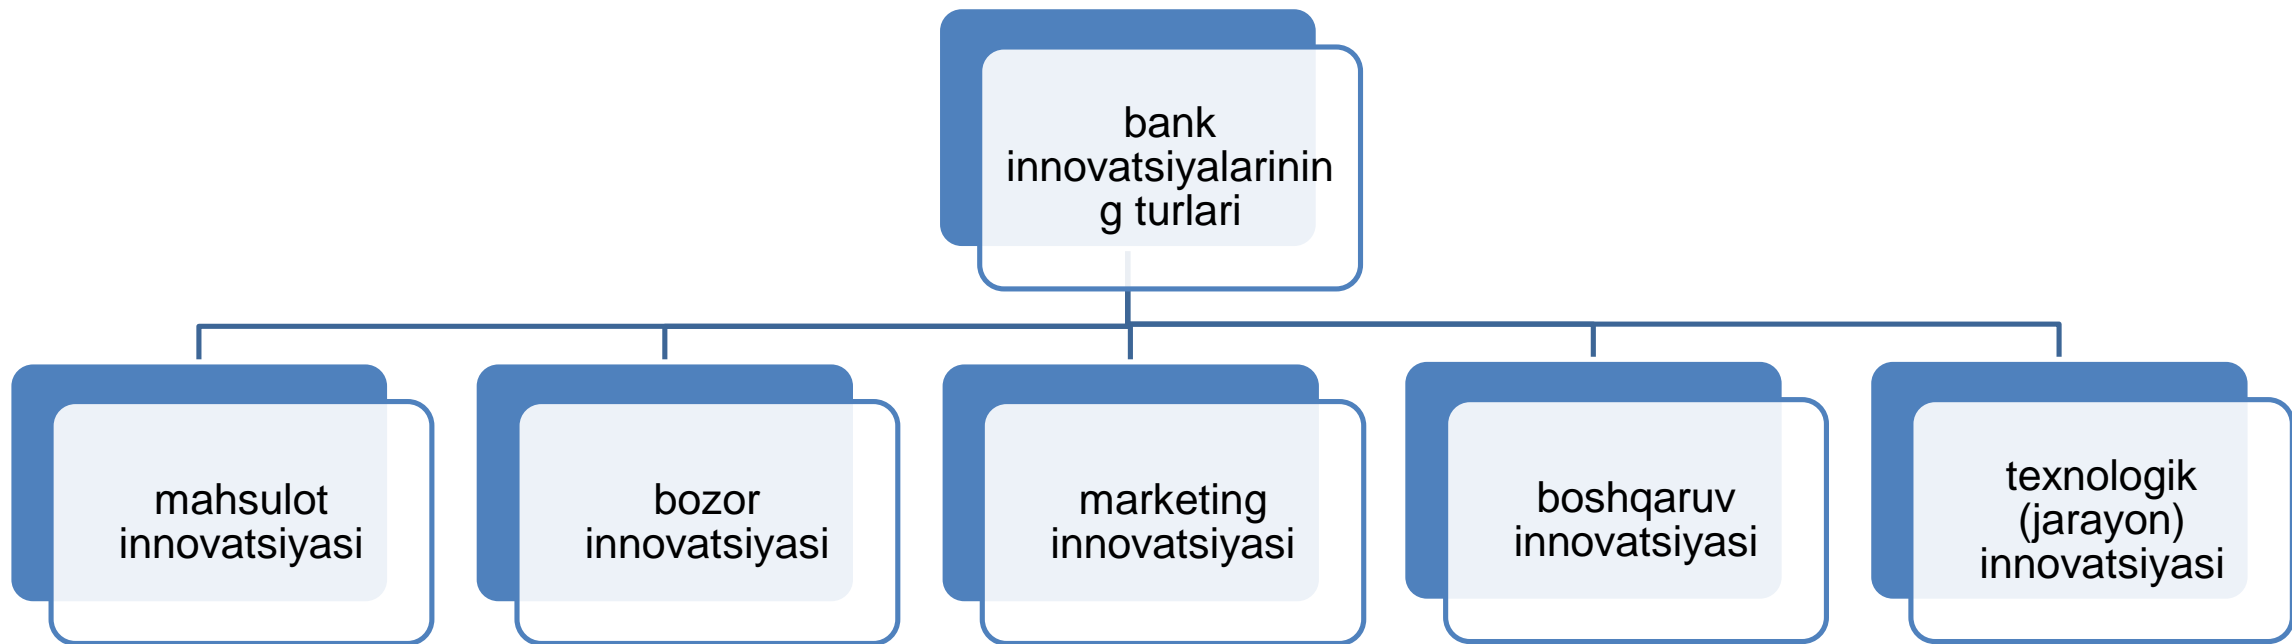 bank
innovatsiyalarinin
g turlari
mahsulot
innovatsiyasi
bozor
innovatsiyasi
marketing
innovatsiyasi
boshqaruv
innovatsiyasi
texnologik
(jarayon)
innovatsiyasi